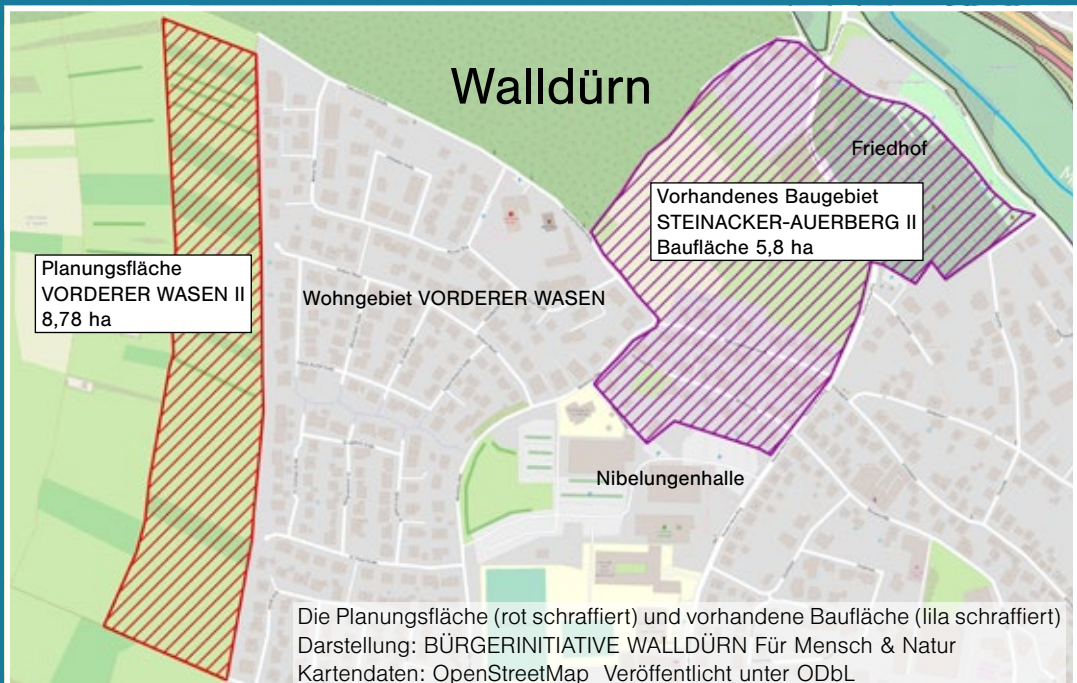 Walldürn
Friedhof
Vorhandenes Baugebiet
STEINACKER-AUERBERG II
Baufläche 5,8 ha
Planungsfläche
VORDERER WASEN II
8,78 ha
Wohngebiet VORDERER WASEN
Nibelungenhalle
Die Planungsfläche (rot schraffiert) und vorhandene Baufläche (lila schraffiert)
Darstellung: BÜRGERINITIATIVE WALLDÜRN Für Mensch & Natur
Kartendaten: OpenStreetMap Veröffentlicht unter ODbL